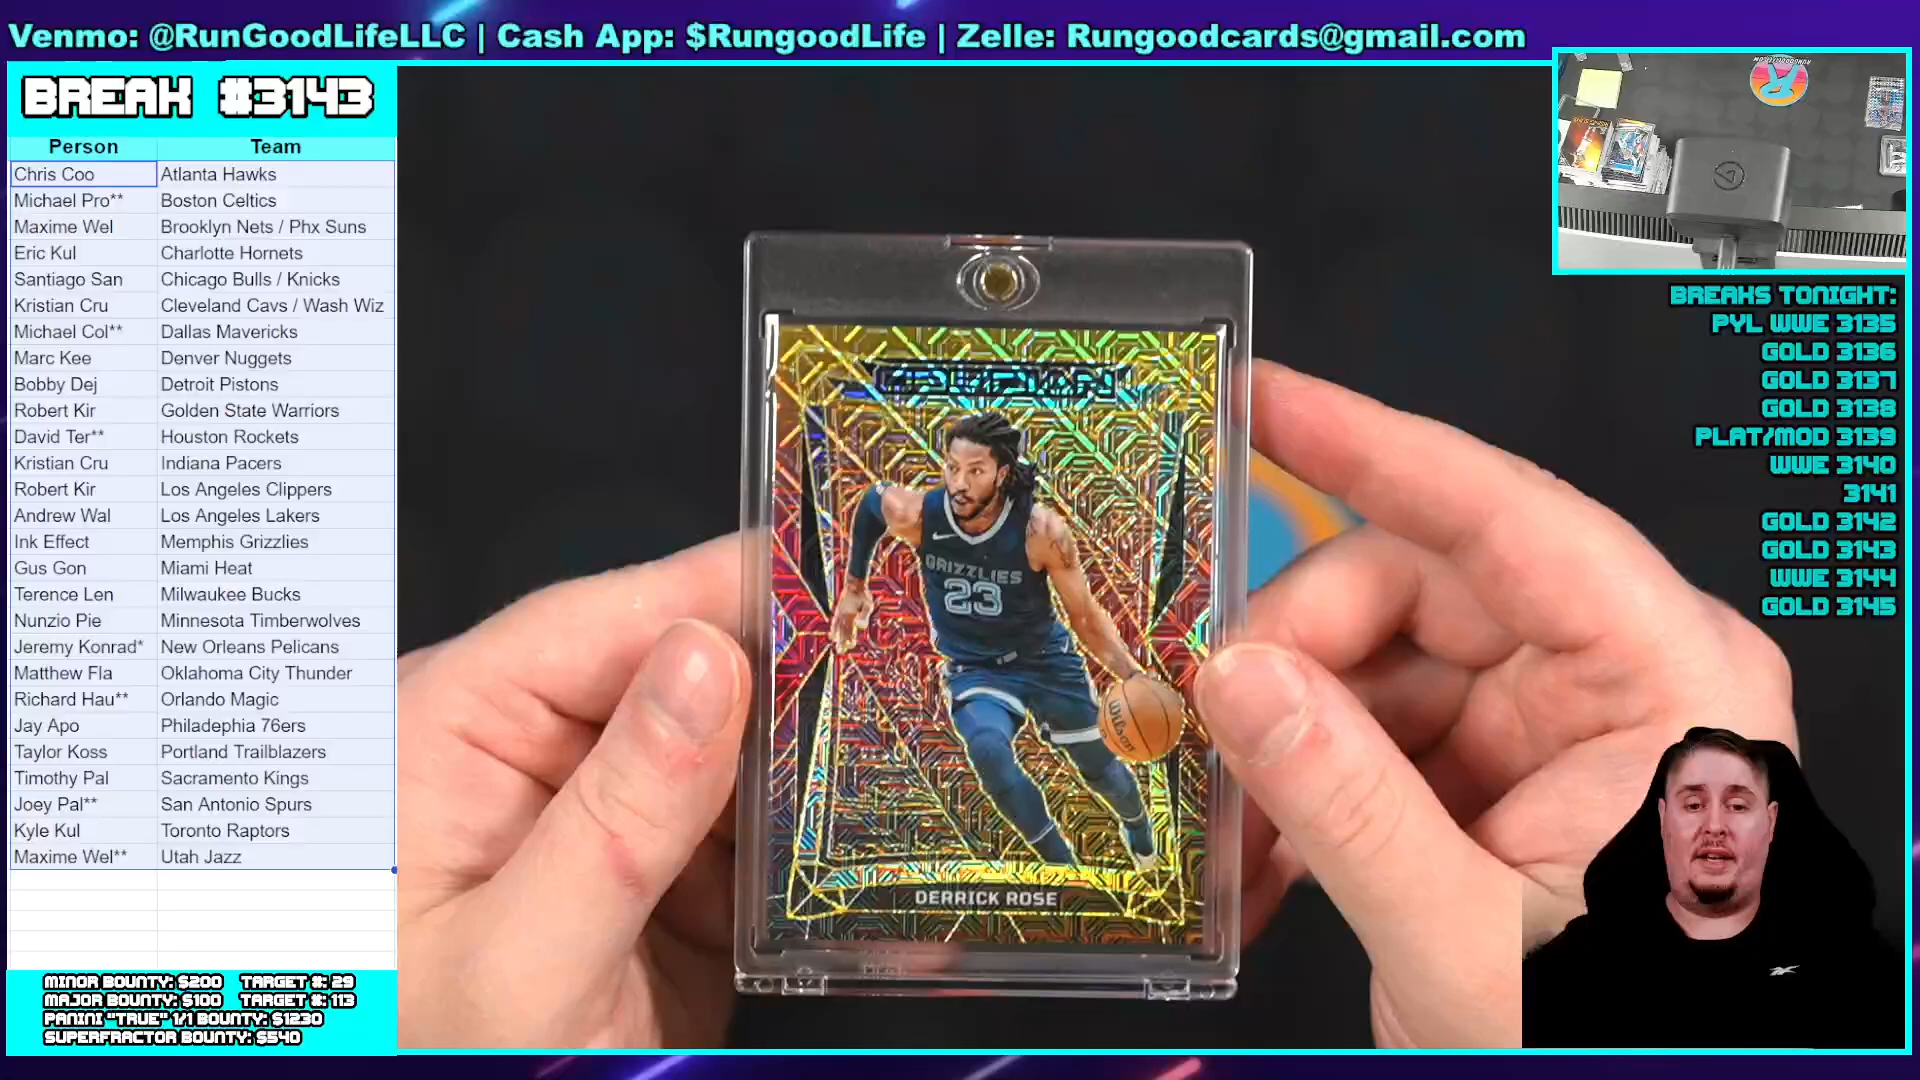 Venmo: @RunGoodLifeLLC | Cash App: $RungoodLife | Zelle: Rungoodcards@gmail.com
BREAK #3143
Person Team
Chris Coo Atlanta Hawks
Michael Pro** Boston Celtics
Maxime Wel Brooklyn Nets / Phx Suns
Eric Kul Charlotte Hornets
Santiago San Chicago Bulls / Knicks
Kristian Cru Cleveland Cavs / Wash Wiz
Michael Col** Dallas Mavericks
Marc Kee Denver Nuggets
Bobby Dej Detroit Pistons
Robert Kir Golden State Warriors
David Ter** Houston Rockets
Kristian Cru Indiana Pacers
Robert Kir Los Angeles Clippers
Andrew Wal Los Angeles Lakers
Ink Effect Memphis Grizzlies
Gus Gon Miami Heat
Terence Len Milwaukee Bucks
Nunzio Pie Minnesota Timberwolves
Jeremy Konrad* New Orleans Pelicans
Matthew Fla Oklahoma City Thunder
Richard Hau** Orlando Magic
Jay Apo Philadephia 76ers
Taylor Koss Portland Trailblazers
Timothy Pal Sacramento Kings
Joey Pal** San Antonio Spurs
Kyle Kul Toronto Raptors
Maxime Wel** Utah Jazz
MINOR BOUNTY: $200 TARGET #: 29
MAJOR BOUNTY: $100 TARGET #: 113
PANINI "TRUE" 1/1 BOUNTY: $1230
SUPERFRACTOR BOUNTY: $540
GRIZZLIES
23
Wilson
DERRICK ROSE
BREAKS TONIGHT:
PYL WWE 3135
GOLD 3136
GOLD 3137
GOLD 3138
PLAT/MOD 3139
WWE 3140
3141
GOLD 3142
GOLD 3143
WWE 3144
GOLD 3145